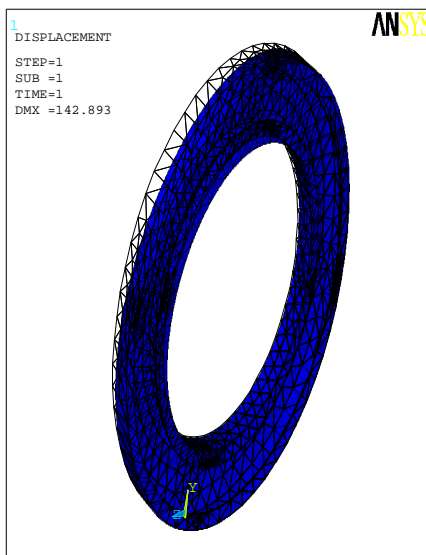 1
ANSYS
DISPLACEMENT
STEP=1
SUB =1
TIME=1
DMX =142.893
Y
Z